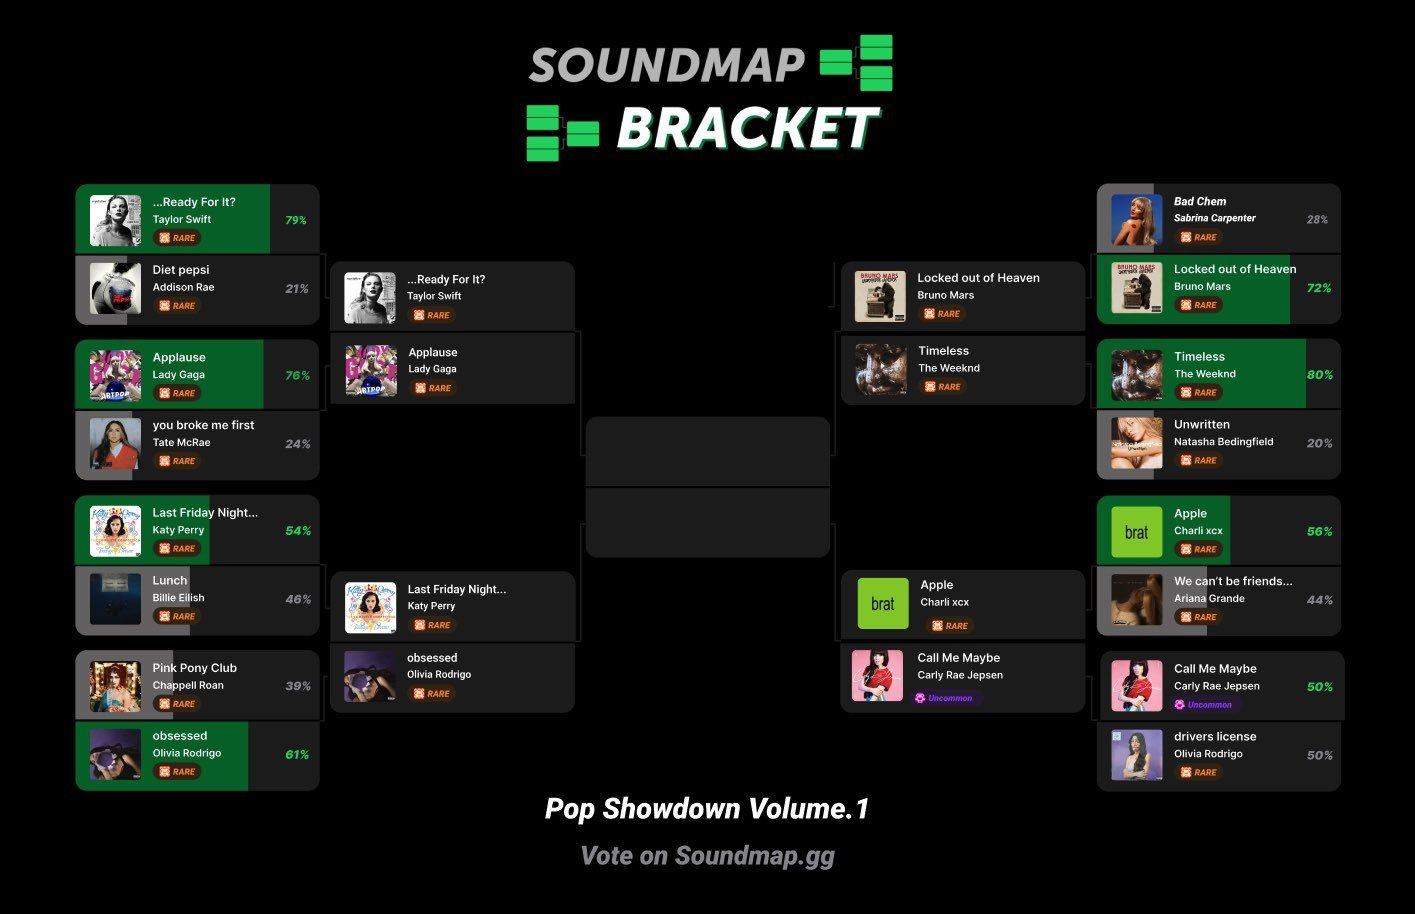 SOUNDMAP
BRACKET
...Ready For It?
Taylor Swift
RARE
79%
Diet pepsi
Addison Rae
RARE
21%
Applause
Lady Gaga
RARE
76%
you broke me first
Tate McRae
RARE
24%
Last Friday Night...
Katy Perry
RARE
54%
Lunch
Billie Eilish
RARE
46%
Pink Pony Club
Chappell Roan
RARE
39%
obsessed
Olivia Rodrigo
RARE
61%
...Ready For It?
Taylor Swift
RARE
Applause
Lady Gaga
RARE
ARTPOP
Last Friday Night...
Katy Perry
RARE
obsessed
Olivia Rodrigo
RARE
BRUNO MARS
Locked out of Heaven
Bruno Mars
RARE
Timeless
The Weeknd
RARE
brat
Apple
Charli xcx
RARE
Call Me Maybe
Carly Rae Jepsen
Uncommon
Bad Chem
Sabrina Carpenter
RARE
28%
BRUNO MARS
Locked out of Heaven
Bruno Mars
RARE
72%
Timeless
The Weeknd
RARE
80%
Unwritten
Natasha Bedingfield
RARE
20%
brat
Apple
Charli xcx
RARE
56%
We can't be friends...
Ariana Grande
RARE
44%
Call Me Maybe
Carly Rae Jepsen
Uncommon
50%
drivers license
Olivia Rodrigo
RARE
50%
Pop Showdown Volume.1
Vote on Soundmap.gg